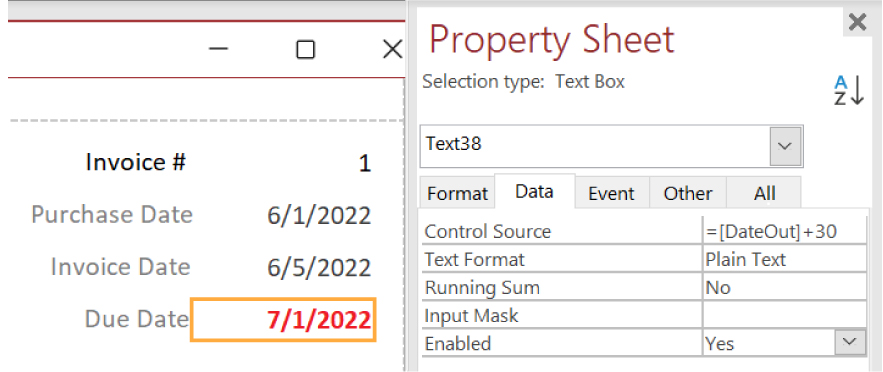 Invoice # 1
Purchase Date 6/1/2022
Invoice Date 6/5/2022
Due Date 7/1/2022
Property Sheet
Selection type: Text Box
A
Z
Text38
Format Data Event Other All
Control Source =[DateOut]+30
Text Format Plain Text
Running Sum No
Input Mask
Enabled Yes